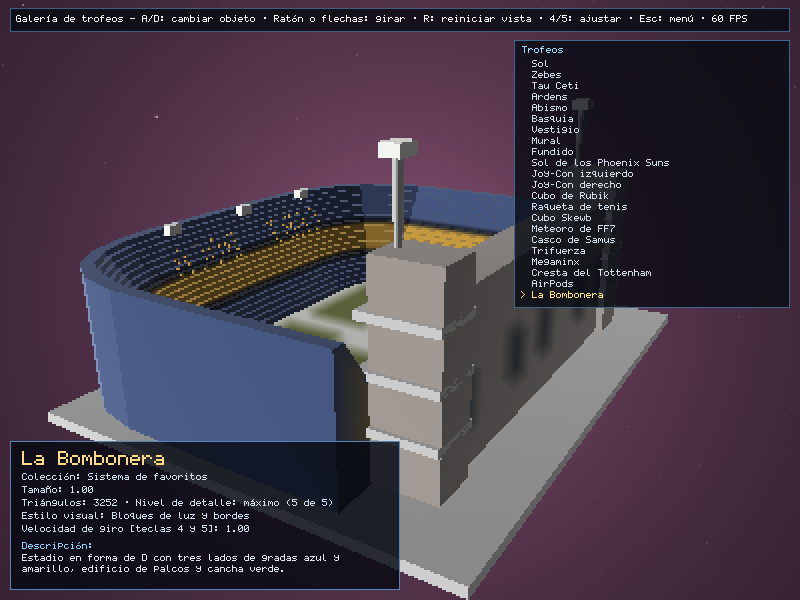 Galería de trofeos - A/D: cambiar objeto • Ratón o flechas: girar • R: reiniciar vista • 4/5: ajustar • Esc: menú • 60 FPS
Trofeos
Sol
Zebes
Tau Ceti
Ardens
Abismo
Basquia
Vestigio
Mural
Fundido
Sol de los Phoenix Suns
Joy-Con izquierdo
Joy-Con derecho
Cubo de Rubik
Raqueta de tenis
Cubo Skewb
Meteoro de FF7
Casco de Samus
Trifuerza
Megaminx
Cresta del Tottenham
AirPods
> La Bombonera
La Bombonera
Colección: Sistema de favoritos
Tamaño: 1.00
Triángulos: 3252 • Nivel de detalle: máximo (5 de 5)
Estilo visual: Bloques de luz y bordes
Velocidad de giro [teclas 4 y 5]: 1.00
Descripción:
Estadio en forma de D con tres lados de gradas azul y
amarillo, edificio de palcos y cancha verde.